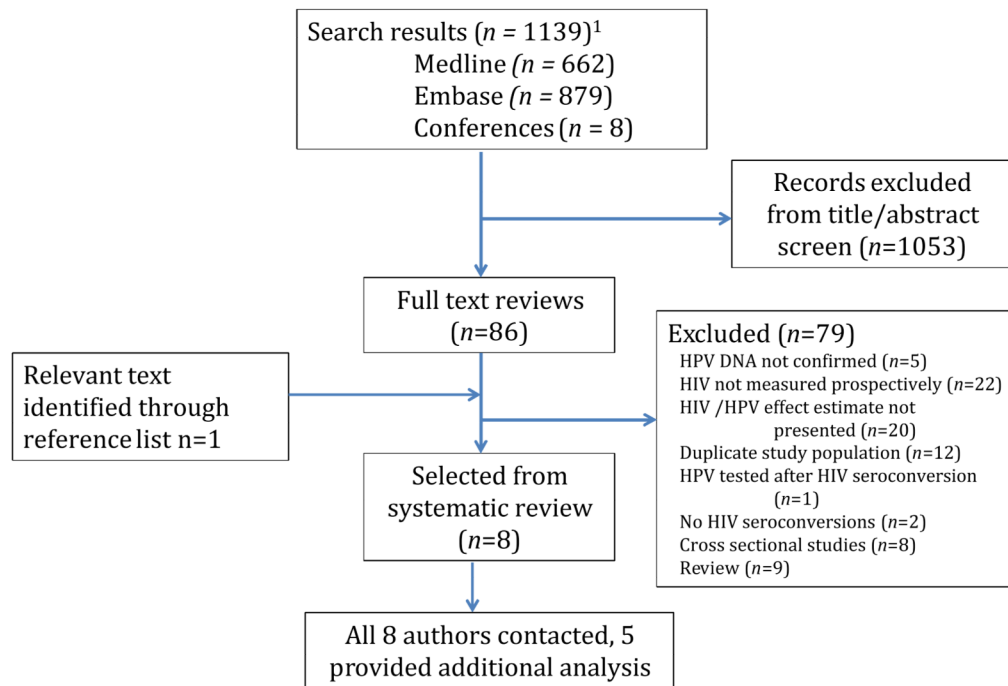 Search results (n = 1139)1
Medline (n = 662)
Embase (n = 879)
Conferences (n = 8)
Records excluded
from title/abstract
screen (n=1053)
Full text reviews
(n=86)
Relevant text
identified through
reference list n=1
Excluded (n=79)
HPV DNA not confirmed (n=5)
HIV not measured prospectively (n=22)
HIV /HPV effect estimate not
presented (n=20)
Duplicate study population (n=12)
HPV tested after HIV seroconversion
(n=1)
No HIV seroconversions (n=2)
Cross sectional studies (n=8)
Review (n=9)
Selected from
systematic review
(n=8)
All 8 authors contacted, 5
provided additional analysis